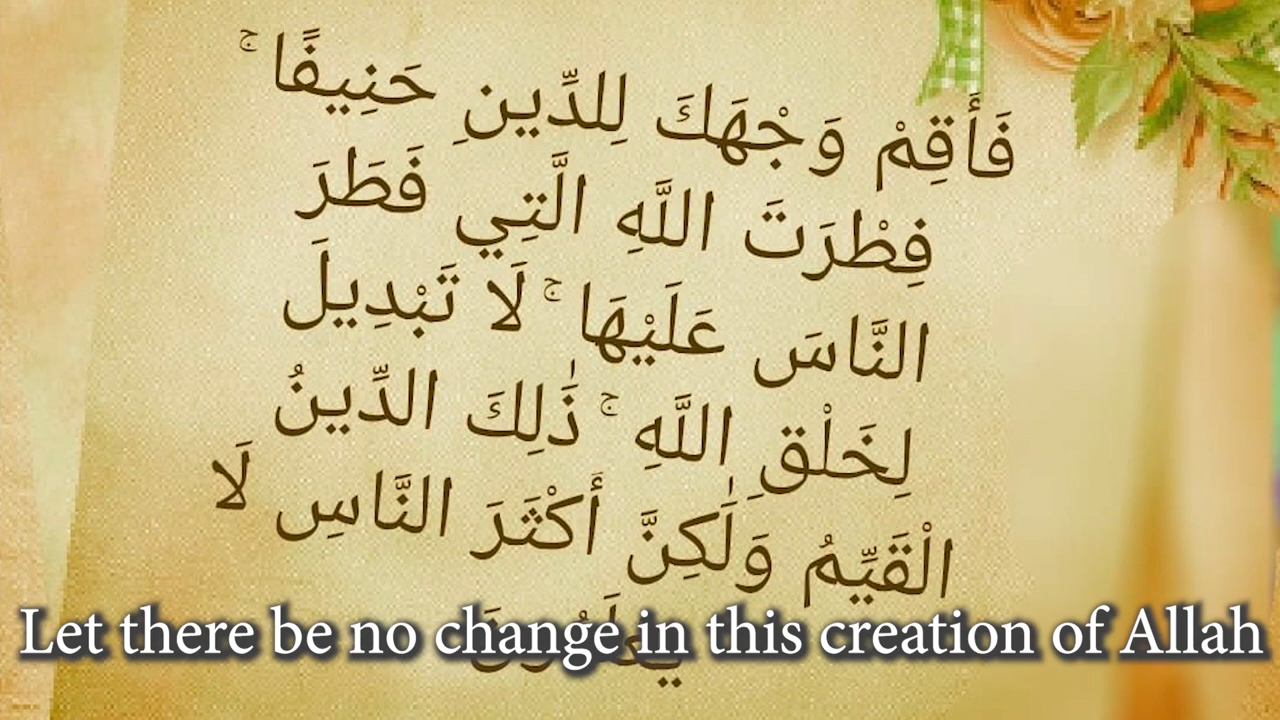 فَأَقِمْ وَجْهَكَ لِلدِّينِ حَنِيفًا ۚ
فِطْرَتَ اللَّهِ الَّتِي فَطَرَ
النَّاسَ عَلَيْهَا ۚ لَا تَبْدِيلَ
لِخَلْقِ اللَّهِ ۚ ذَٰلِكَ الدِّينُ
الْقَيِّمُ وَلَٰكِنَّ أَكْثَرَ النَّاسِ لَا
Let there be no change in this creation of Allah